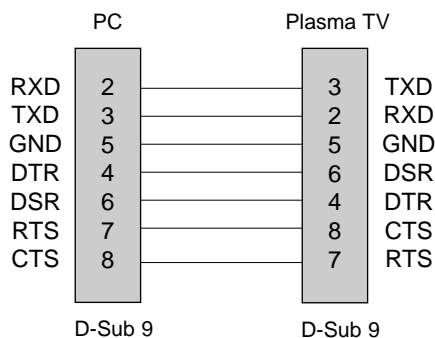 PC Plasma TV
RXD 2 3 TXD
TXD 3 2 RXD
GND 5 5 GND
DTR 4 6 DSR
DSR 6 4 DTR
RTS 7 8 CTS
CTS 8 7 RTS
D-Sub 9 D-Sub 9